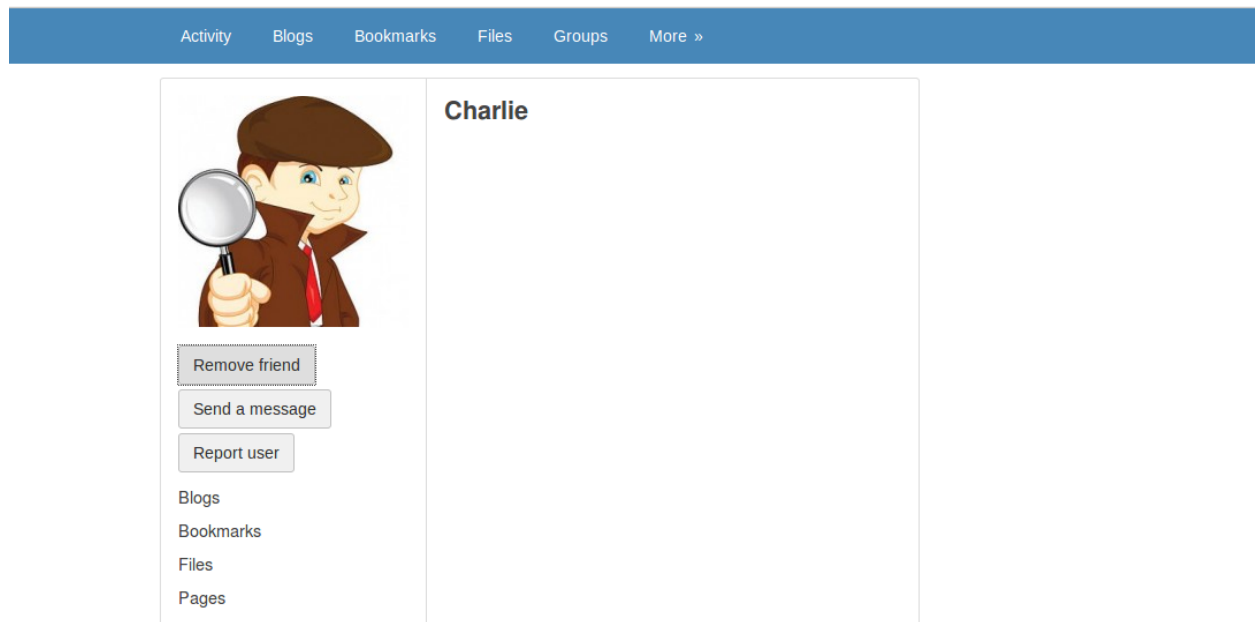 Activity Blogs Bookmarks Files Groups More »
Charlie
Remove friend
Send a message
Report user
Blogs
Bookmarks
Files
Pages